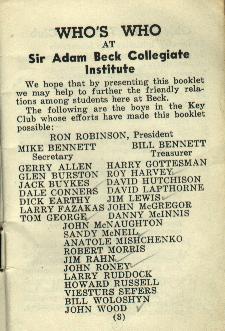 WHO'S WHO
AT
Sir Adam Beck Collegiate
Institute
We hope that by presenting this booklet
we may help to further the friendly rela-
tions among students here at Beck.
The following are the boys in the Key
Club whose efforts have made this booklet
possible:
RON ROBINSON, President
MIKE BENNETT BILL BENNETT
Secretary Treasurer
GERRY ALLEN HARRY GOTTESMAN
GLEN BURSTON ROY HARVEY
JACK BUYKES DAVID HUTCHISON
DALE CONNERS DAVID LAPTHORNE
DICK EARTHY JIM LEWIS
LARRY FAZAKAS JOHN McGREGOR
TOM GEORGE DANNY McINNIS
JOHN McNAUGHTON
SANDY McNEIL
ANATOLE MISHCHENKO
ROBERT MORRIS
JIM RAHN
JOHN RONEY
LARRY RUDDOCK
HOWARD RUSSELL
VIESTURS SEFERS
BILL WOLOSHYN
JOHN WOOD
(3)